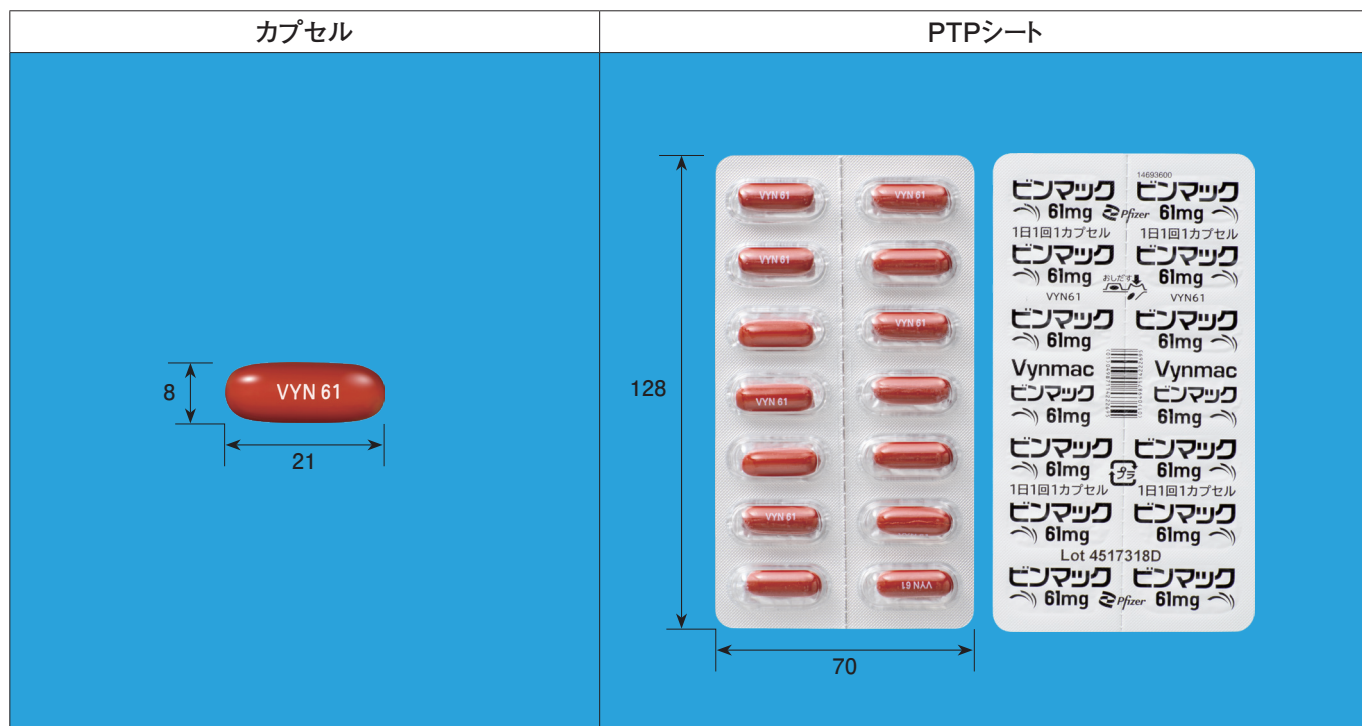 カプセル
PTPシート
VYN 61
8
21
128
70
VYN 61
VYN 61
VYN 61
VYN 61
VYN 61
VYN 61
VYN 61
14693600
ビンマック ビンマック
61mg Pfizer 61mg
1日1回1カプセル 1日1回1カプセル
ビンマック ビンマック
61mg おしだす 61mg
VYN61 VYN61
ビンマック ビンマック
61mg 61mg
Vynmac Vynmac
ビンマック ビンマック
61mg 61mg
ビンマック ビンマック
61mg プラ 61mg
1日1回1カプセル 1日1回1カプセル
ビンマック ビンマック
61mg 61mg
Lot 4517318D
ビンマック ビンマック
61mg Pfizer 61mg